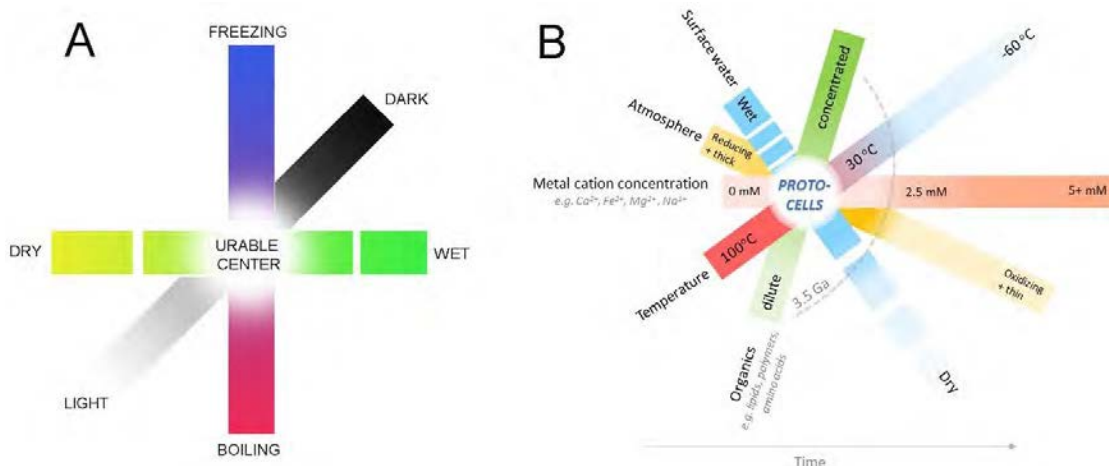 A
FREEZING
DARK
DRY
URABLE
CENTER
WET
LIGHT
BOILING
B
Surface water
Wet
concentrated
-60 °C
Atmosphere
Reducing
+ thick
30 °C
Metal cation concentration
e.g. Ca²⁺, Fe²⁺, Mg²⁺, Na¹⁺
0 mM
PROTO-
CELLS
2.5 mM
5+ mM
100°C
Temperature
dilute
3.5 Ga
Oxidizing
+ thin
Organics
e.g. lipids, polymers,
amino acids
Dry
Time